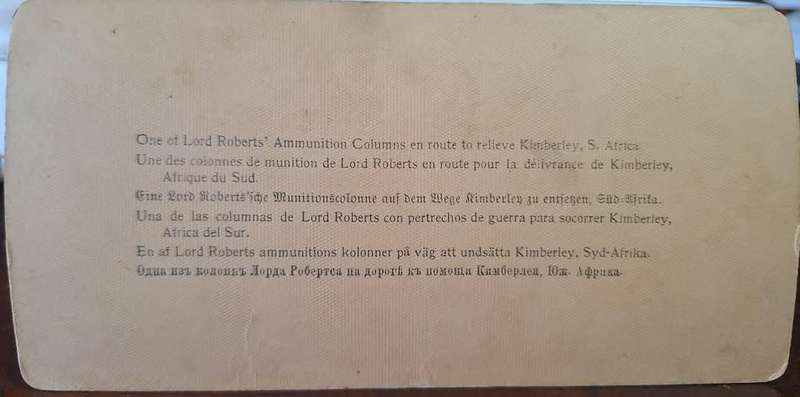 One of Lord Roberts' Ammunition Columns en route to relieve Kimberley, S. Africa
Une des colonnes de munition de Lord Roberts en route pour la délivrance de Kimberley,
Afrique du Sud.
Eine Lord Roberts'sche Munitionscolonne auf dem Wege Kimberley zu entsetzen, Süd-Afrika.
Una de las columnas de Lord Roberts con pertrechos de guerra para socorrer Kimberley,
Africa del Sur.
En af Lord Roberts ammunitions kolonner på väg att undsätta Kimberley, Syd-Afrika.
Одна изъ колоннъ Лорда Робертса на дорогѣ къ помощи Кимберлеи, Юж. Африка.